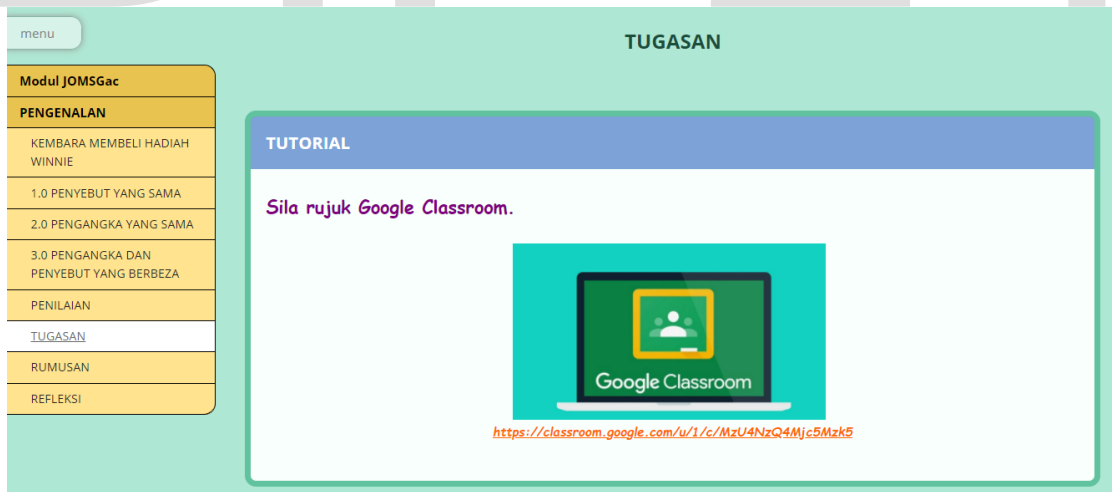 menu
TUGASAN
Modul JOMSGac
PENGENALAN
KEMBARA MEMBELI HADIAH
WINNIE
1.0 PENYEBUT YANG SAMA
2.0 PENGANGKA YANG SAMA
3.0 PENGANGKA DAN
PENYEBUT YANG BERBEZA
PENILAIAN
TUGASAN
RUMUSAN
REFLEKSI
TUTORIAL
Sila rujuk Google Classroom.
Google Classroom
https://classroom.google.com/u/1/c/MzU4NzQ4Mjc5Mzk5